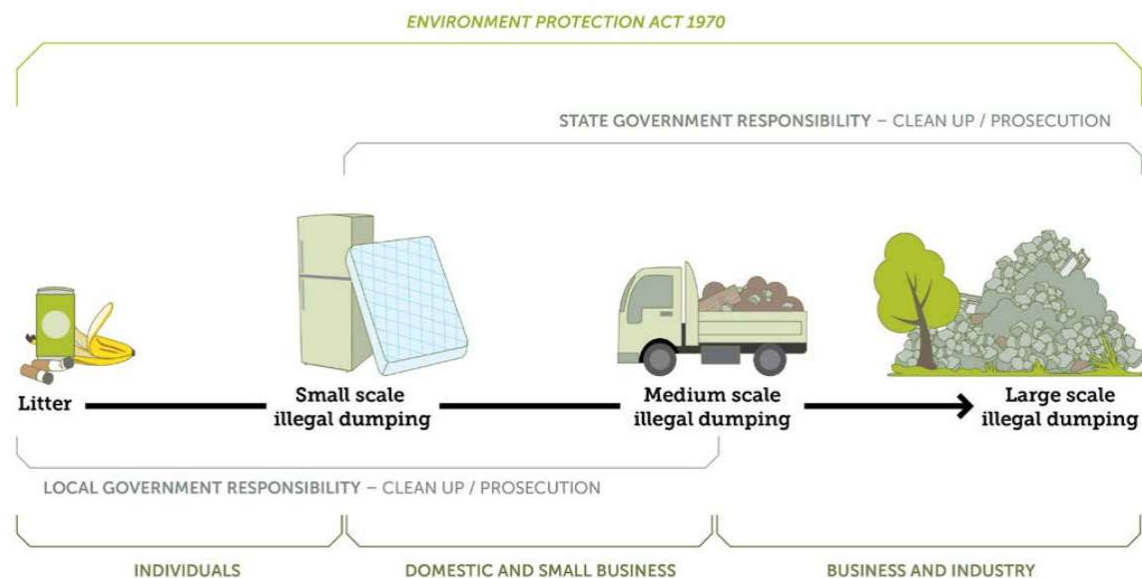 ENVIRONMENT PROTECTION ACT 1970
STATE GOVERNMENT RESPONSIBILITY – CLEAN UP / PROSECUTION
Litter
Small scale
illegal dumping
Medium scale
illegal dumping
Large scale
illegal dumping
LOCAL GOVERNMENT RESPONSIBILITY – CLEAN UP / PROSECUTION
INDIVIDUALS
DOMESTIC AND SMALL BUSINESS
BUSINESS AND INDUSTRY